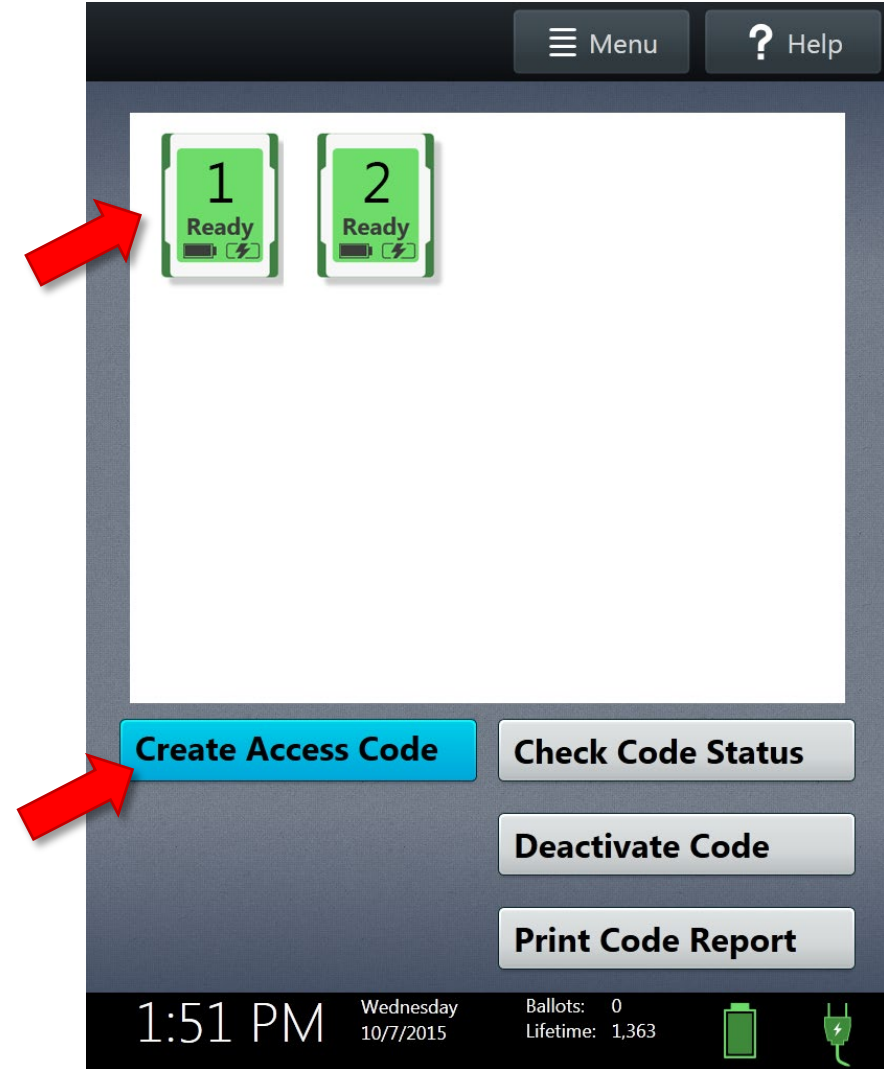 Menu
? Help
1
Ready
2
Ready
Create Access Code
Check Code Status
Deactivate Code
Print Code Report
1:51 PM
Wednesday
10/7/2015
Ballots: 0
Lifetime: 1,363